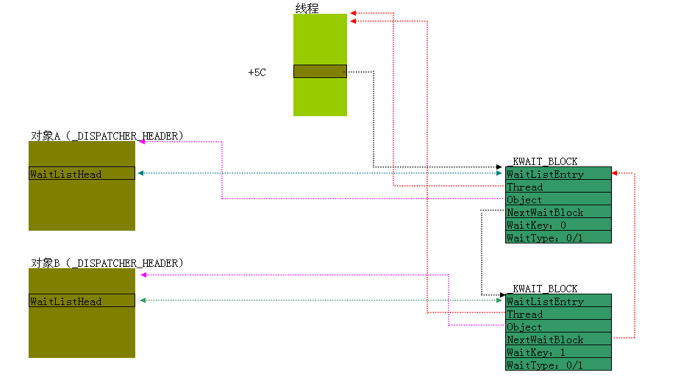 线程
+5C
对象A（_DISPATCHER_HEADER）
WaitListHead
_KWAIT_BLOCK
WaitListEntry
Thread
Object
NextWaitBlock
WaitKey：0
WaitType：0/1
对象B（_DISPATCHER_HEADER）
WaitListHead
_KWAIT_BLOCK
WaitListEntry
Thread
Object
NextWaitBlock
WaitKey：1
WaitType：0/1